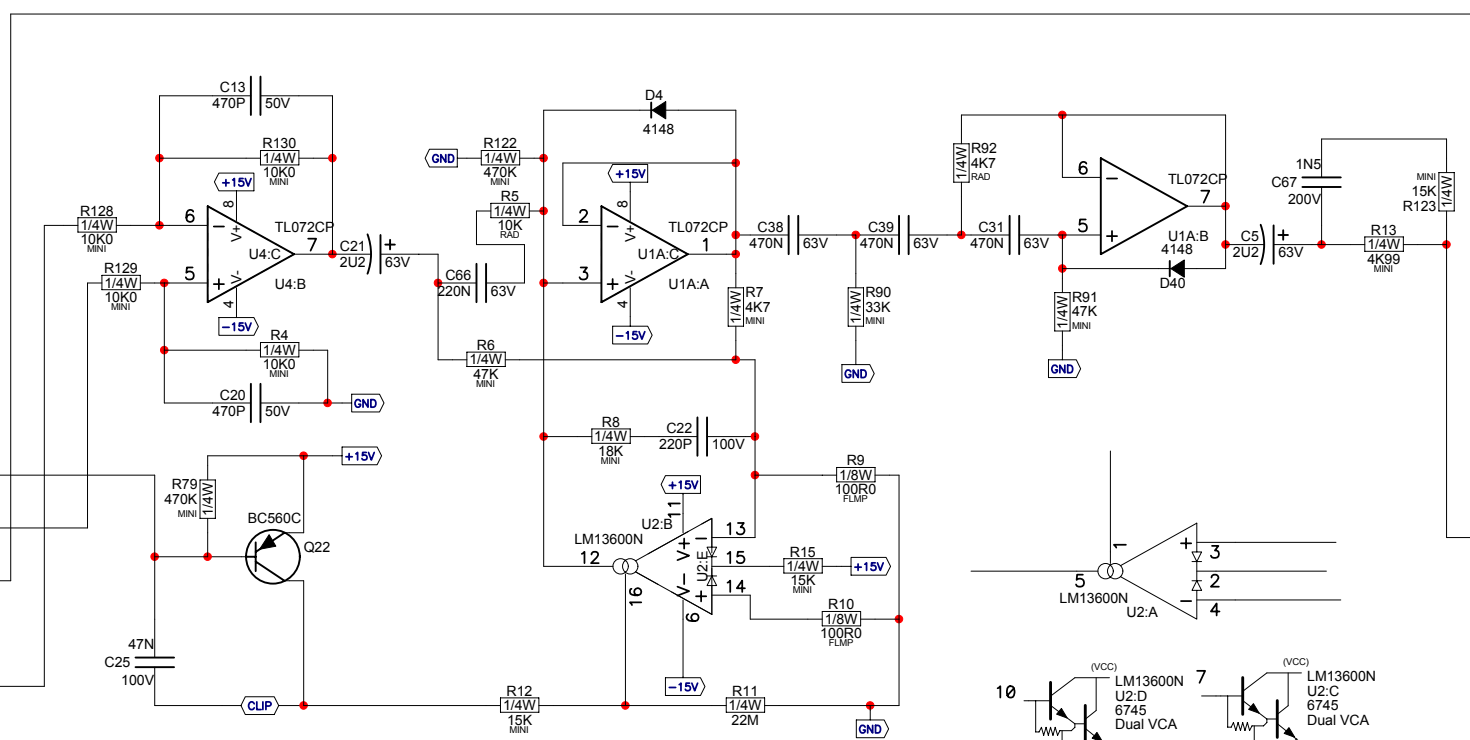 C13
470P
50V
R130
1/4W
10K0
MINI
+15V
8
V+
R128
1/4W
10K0
MINI
6
−
TL072CP
7
U4:C
U4:B
R129
1/4W
10K0
MINI
5
+
V-
4
−15V
C21
2U2
+
63V
R4
1/4W
10K0
MINI
C20
470P
50V
GND
D4
4148
GND
R122
1/4W
470K
MINI
R5
1/4W
10K
RAD
C66
220N
63V
+15V
8
V+
2
−
TL072CP
1
U1A:C
U1A:A
3
+
V-
4
−15V
R7
1/4W
4K7
MINI
R6
1/4W
47K
MINI
C38
470N
63V
C39
470N
63V
R90
1/4W
33K
MINI
GND
R92
1/4W
4K7
RAD
C31
470N
63V
6
−
TL072CP
7
5
+
U1A:B
4148
D40
R91
1/4W
47K
MINI
GND
C5
2U2
+
63V
1N5
C67
200V
MINI
15K
R123
1/4W
R13
1/4W
4K99
MINI
+15V
R79
470K
MINI
1/4W
BC560C
Q22
47N
C25
100V
CLIP
R8
1/4W
18K
MINI
C22
220P
100V
R9
1/8W
100R0
FLMP
+15V
11
U2:B
LM13600N
12
V+
−
13
U2:E
15
R15
1/4W
15K
MINI
+15V
V−
+
14
16
6
R10
1/8W
100R0
FLMP
−15V
R12
1/4W
15K
MINI
R11
1/4W
22M
GND
1
+
3
5
2
LM13600N
U2:A
−
4
10
(VCC)
LM13600N
U2:D
6745
Dual VCA
7
(VCC)
LM13600N
U2:C
6745
Dual VCA